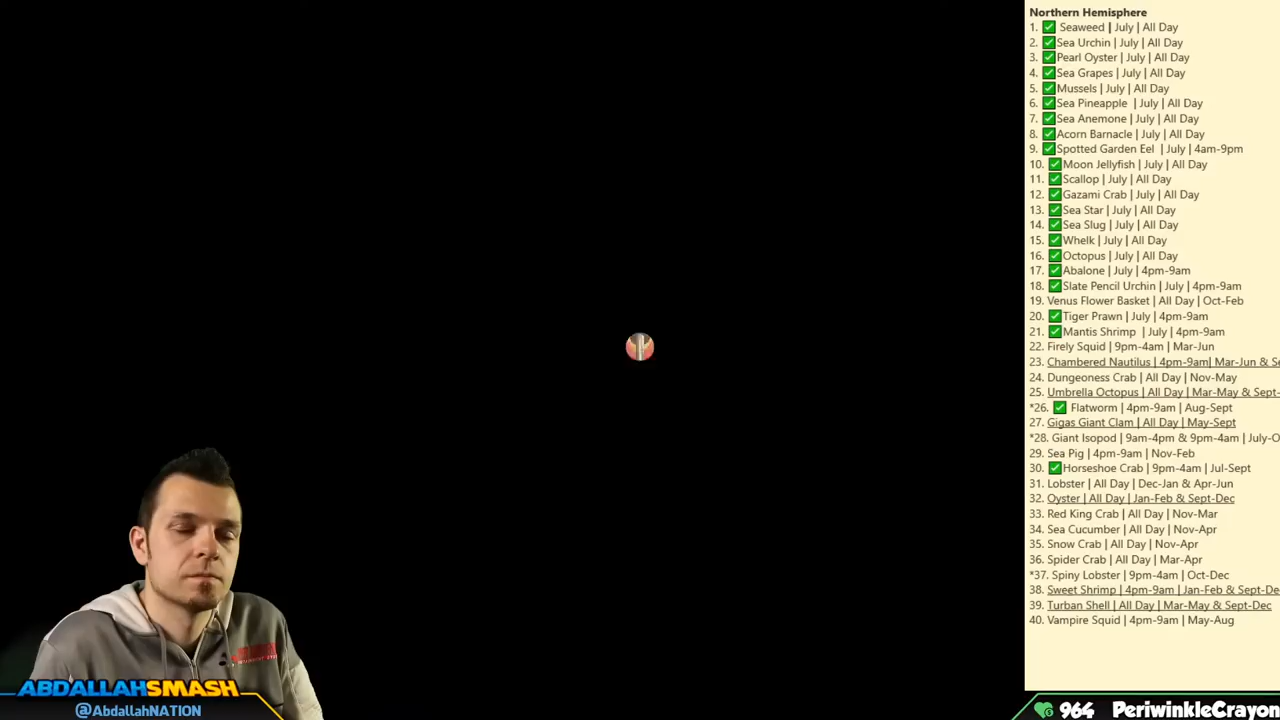 Northern Hemisphere
1. ✅ Seaweed | July | All Day
2. ✅Sea Urchin | July | All Day
3. ✅Pearl Oyster | July | All Day
4. ✅Sea Grapes | July | All Day
5. ✅Mussels | July | All Day
6. ✅Sea Pineapple | July | All Day
7. ✅Sea Anemone | July | All Day
8. ✅Acorn Barnacle | July | All Day
9. ✅Spotted Garden Eel | July | 4am-9pm
10. ✅Moon Jellyfish | July | All Day
11. ✅Scallop | July | All Day
12. ✅Gazami Crab | July | All Day
13. ✅Sea Star | July | All Day
14. ✅Sea Slug | July | All Day
15. ✅Whelk | July | All Day
16. ✅Octopus | July | All Day
17. ✅Abalone | July | 4pm-9am
18. ✅Slate Pencil Urchin | July | 4pm-9am
19. Venus Flower Basket | All Day | Oct-Feb
20. ✅Tiger Prawn | July | 4pm-9am
21. ✅Mantis Shrimp | July | 4pm-9am
22. Firely Squid | 9pm-4am | Mar-Jun
23. Chambered Nautilus | 4pm-9am| Mar-Jun & Se
24. Dungeoness Crab | All Day | Nov-May
25. Umbrella Octopus | All Day | Mar-May & Sept-
*26. ✅ Flatworm | 4pm-9am | Aug-Sept
27. Gigas Giant Clam | All Day | May-Sept
*28. Giant Isopod | 9am-4pm & 9pm-4am | July-O
29. Sea Pig | 4pm-9am | Nov-Feb
30. ✅Horseshoe Crab | 9pm-4am | Jul-Sept
31. Lobster | All Day | Dec-Jan & Apr-Jun
32. Oyster | All Day | Jan-Feb & Sept-Dec
33. Red King Crab | All Day | Nov-Mar
34. Sea Cucumber | All Day | Nov-Apr
35. Snow Crab | All Day | Nov-Apr
36. Spider Crab | All Day | Mar-Apr
*37. Spiny Lobster | 9pm-4am | Oct-Dec
38. Sweet Shrimp | 4pm-9am | Jan-Feb & Sept-De
39. Turban Shell | All Day | Mar-May & Sept-Dec
40. Vampire Squid | 4pm-9am | May-Aug
ABDALLAHSMASH
@AbdallahNATION
964 PeriwinkleCrayon